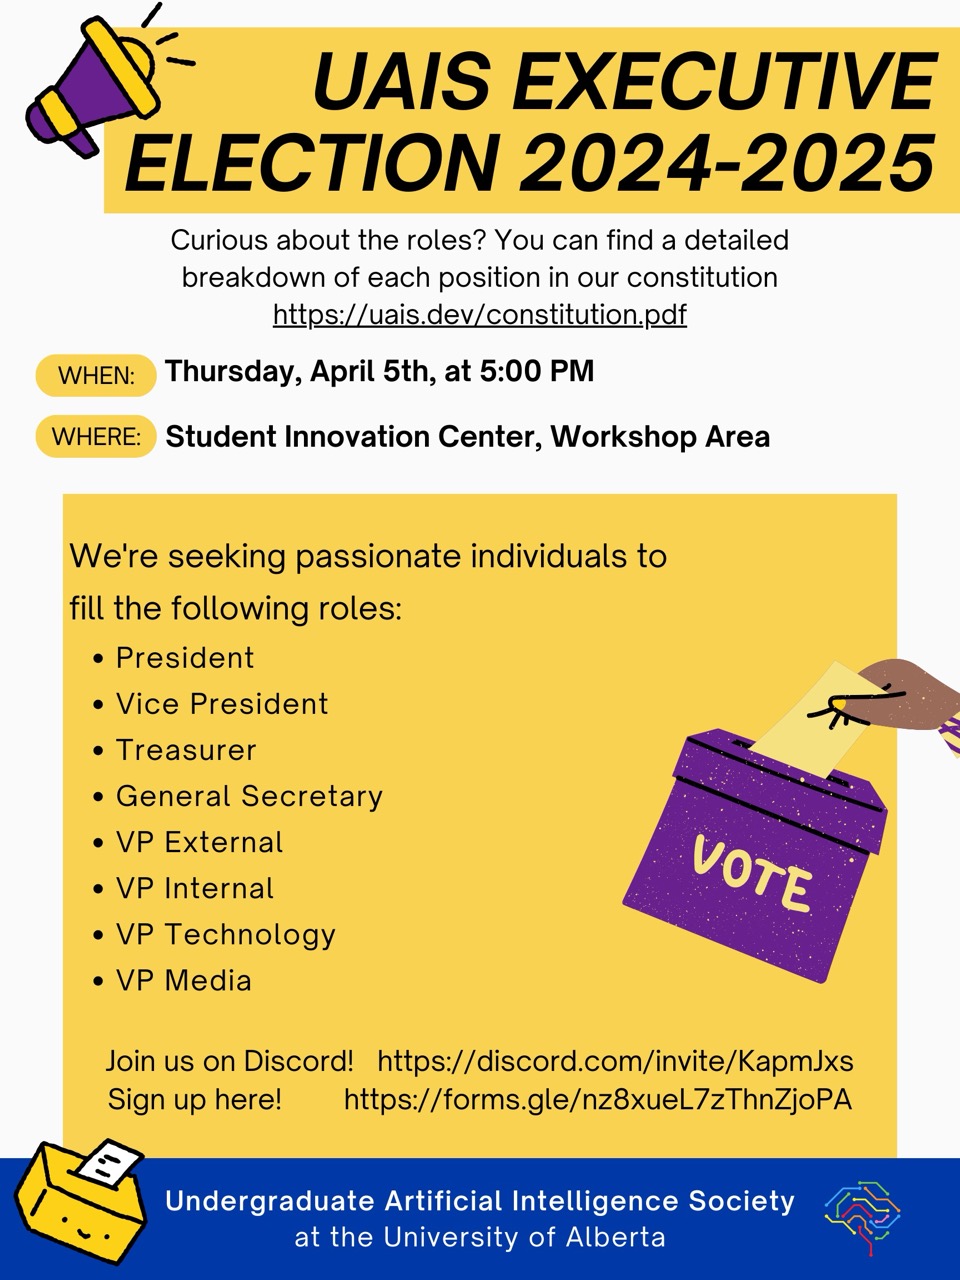 UAIS EXECUTIVE
ELECTION 2024-2025
Curious about the roles? You can find a detailed
breakdown of each position in our constitution
https://uais.dev/constitution.pdf
WHEN: Thursday, April 5th, at 5:00 PM
WHERE: Student Innovation Center, Workshop Area
We're seeking passionate individuals to
fill the following roles:
• President
• Vice President
• Treasurer
• General Secretary
• VP External
• VP Internal
• VP Technology
• VP Media
VOTE
Join us on Discord! https://discord.com/invite/KapmJxs
Sign up here! https://forms.gle/nz8xueL7zThnZjoPA
Undergraduate Artificial Intelligence Society
at the University of Alberta